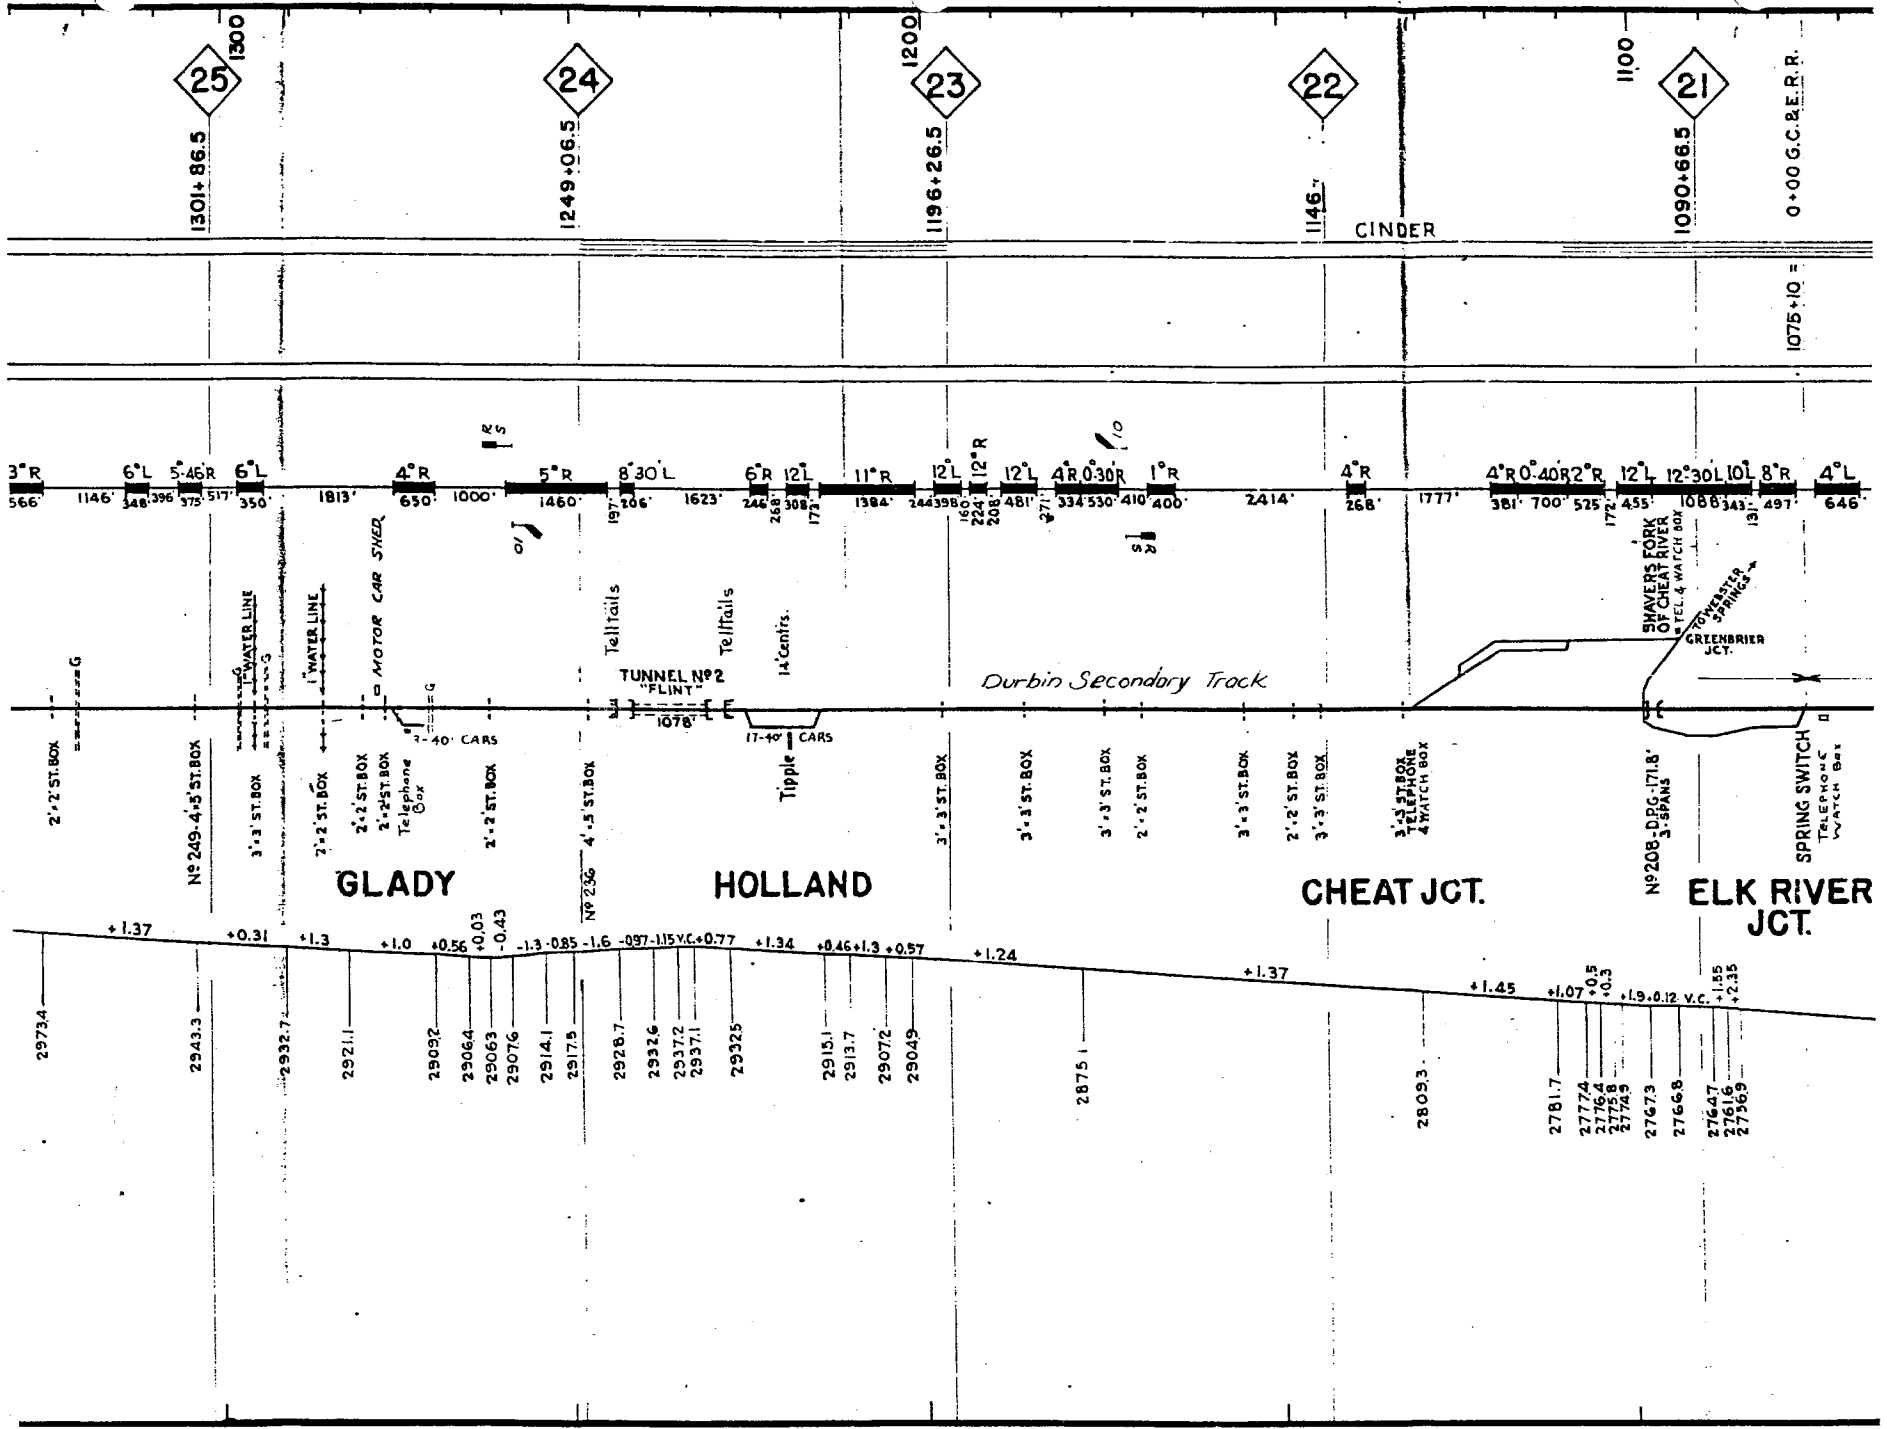 1300
1200
1100
25
24
23
22
21
1301+86.5
1249+06.5
1196+26.5
1146
1090+66.5
0+00 G.C.&E.R.R.
1075+10 =
CINDER
R
S
10
3°R 6°L 5-46'R 6°L 4°R 5°R 8°30'L 6°R 12°L 11°R 12°L 12°R 12°L 4°R 0-30'R 1°R 4°R 4°R 0-40'R 2°R 12°L 12°-30'L 10°L 8°R 4°L
566' 1146' 348' 396' 375' 517' 350' 1813' 650' 1000' 1460' 197' 206' 1623' 246' 268' 308' 173' 1384' 244' 398' 160' 224' 208' 481' 271' 334' 530' 410' 400' 2414' 268' 1777' 381' 700' 525' 172' 455' 1088' 343' 131' 497' 646'
10
S
R
MOTOR CAR SHED
1" WATER LINE
1" WATER LINE
G
G
G
G
Telltails
Telltails
14' Centrs.
SHAVERS FORK
OF CHEAT RIVER
TEL. & WATCH BOX
TO WEBSTER
SPRINGS
GREENBRIER
JCT.
TUNNEL Nº 2
"FLINT"
1078'
Durbin Secondary Track
40' CARS
17-40' CARS
Tipple
2'x2' ST. BOX
Nº 249-4'x5' ST. BOX
3'x3' ST. BOX
2'x2' ST. BOX
2'x2' ST. BOX
2'x2' ST. BOX
Telephone
Box
2'x2' ST. BOX
Nº 236 4'x5' ST. BOX
3'x3' ST. BOX
3'x3' ST. BOX
3'x3' ST. BOX
2'x2' ST. BOX
3'x3' ST. BOX
2'x2' ST. BOX
3'x3' ST. BOX
3'x3' ST. BOX
TELEPHONE
& WATCH BOX
Nº 208-D.P.G.-171.8'
3-SPANS
SPRING SWITCH
TELEPHONE
WATCH BOX
GLADY
HOLLAND
CHEAT JCT.
ELK RIVER
JCT.
+1.37 +0.31 +1.3 +1.0 +0.56 +0.03 -0.43 -1.3 -0.85 -1.6 -0.97 -1.15 V.C. +0.77 +1.34 +0.46 +1.3 +0.57 +1.24 +1.37 +1.45 +1.07 +0.5 +0.3 +1.9 +0.12 V.C. +1.55 +2.35
2973.4
2943.3
2932.7
2921.1
2909.2
2906.4
2906.3
2907.6
2914.1
2917.5
2928.7
2932.6
2937.2
2937.1
2932.5
2915.1
2913.7
2907.2
2904.9
2875.1
2809.3
2781.7
2777.4
2776.4
2775.8
2774.9
2767.3
2766.8
2764.7
2761.6
2756.9